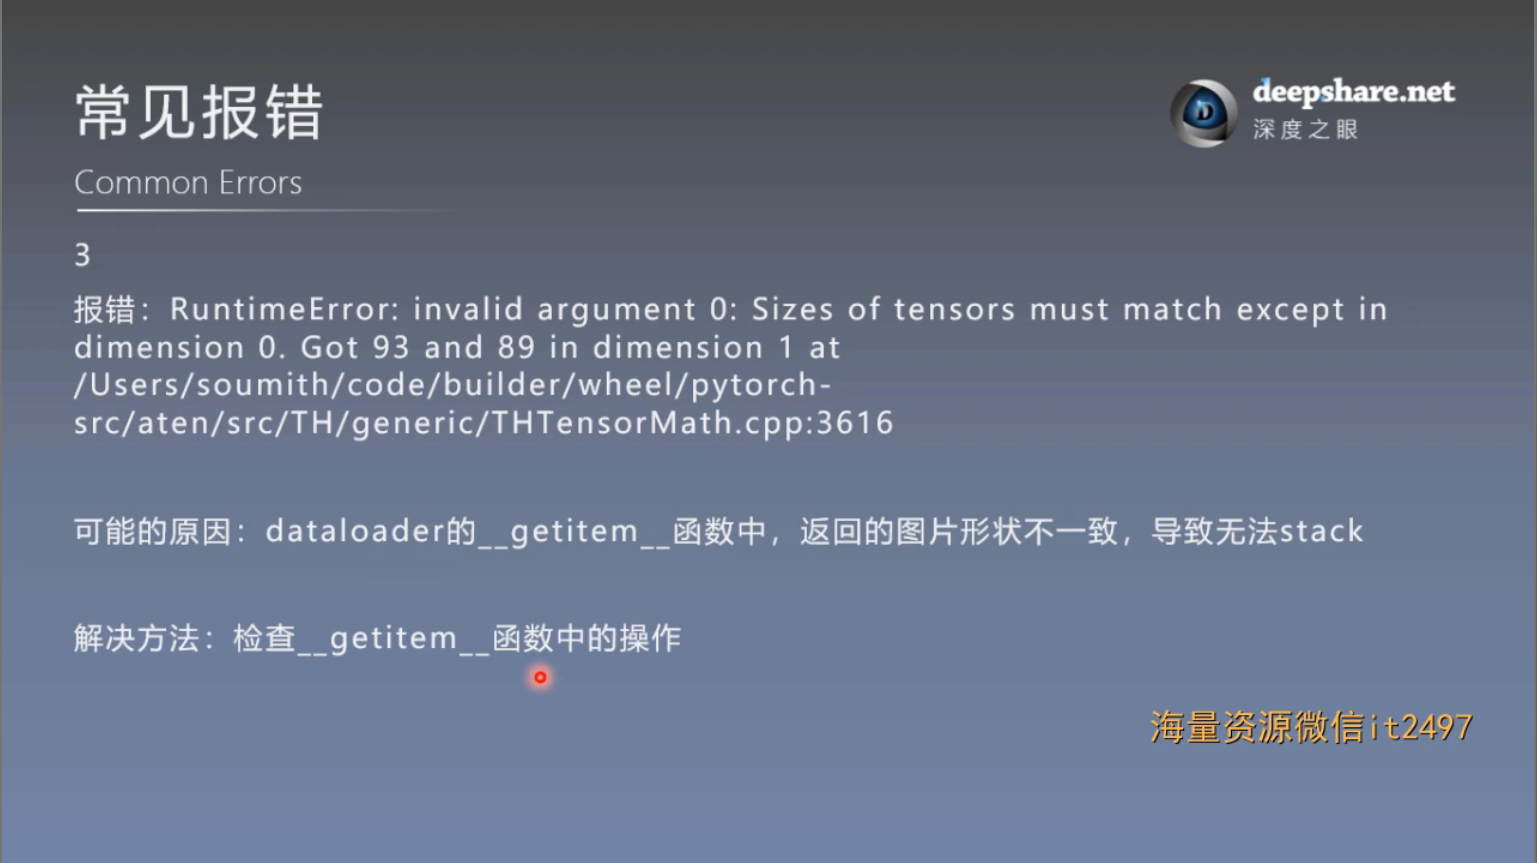 常见报错
deepshare.net
深度之眼
Common Errors
3
报错：RuntimeError: invalid argument 0: Sizes of tensors must match except in
dimension 0. Got 93 and 89 in dimension 1 at
/Users/soumith/code/builder/wheel/pytorch-
src/aten/src/TH/generic/THTensorMath.cpp:3616
可能的原因：dataloader的__getitem__函数中，返回的图片形状不一致，导致无法stack
解决方法：检查__getitem__函数中的操作
海量资源微信it2497